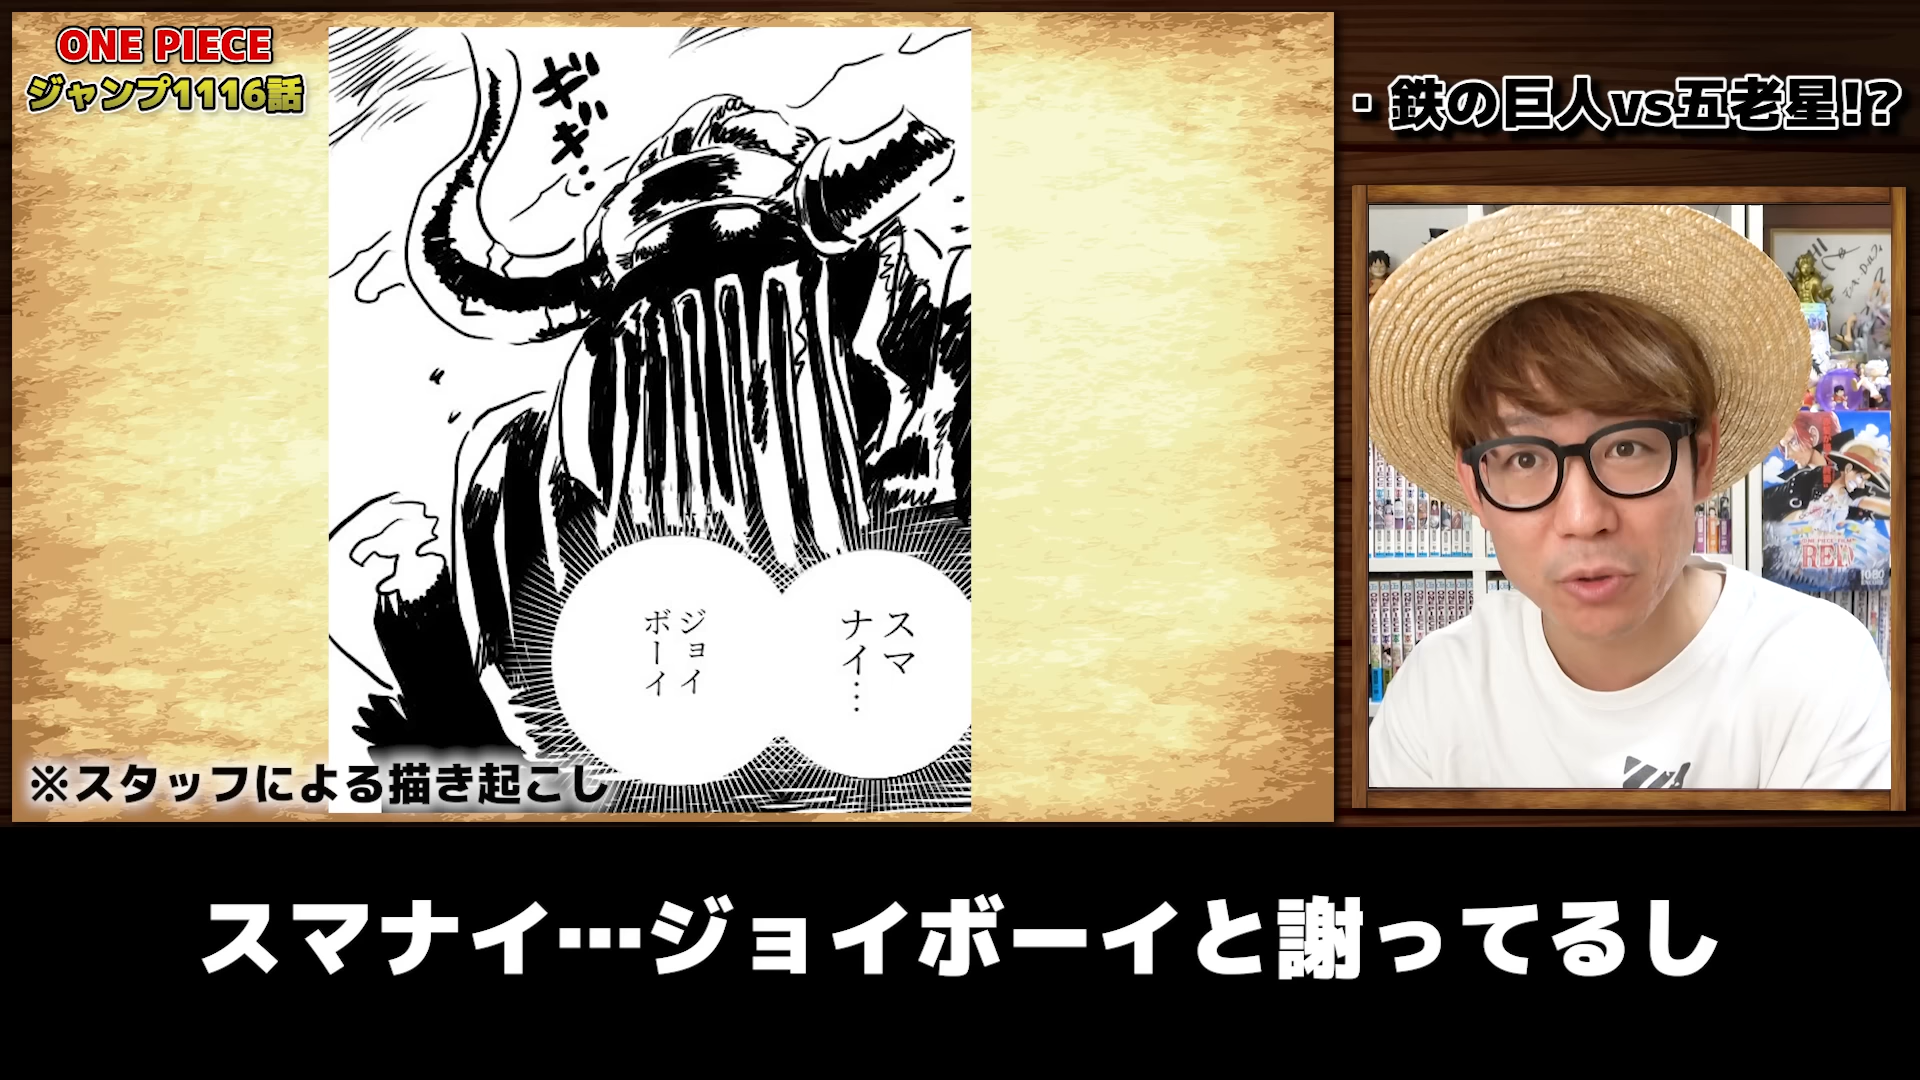 ONE PIECE
ジャンプ1116話
・鉄の巨人vs五老星!?
ギギ…
スマ
ナイ…
ジョイ
ボーイ
RED
※スタッフによる描き起こし
スマナイ…ジョイボーイと謝ってるし